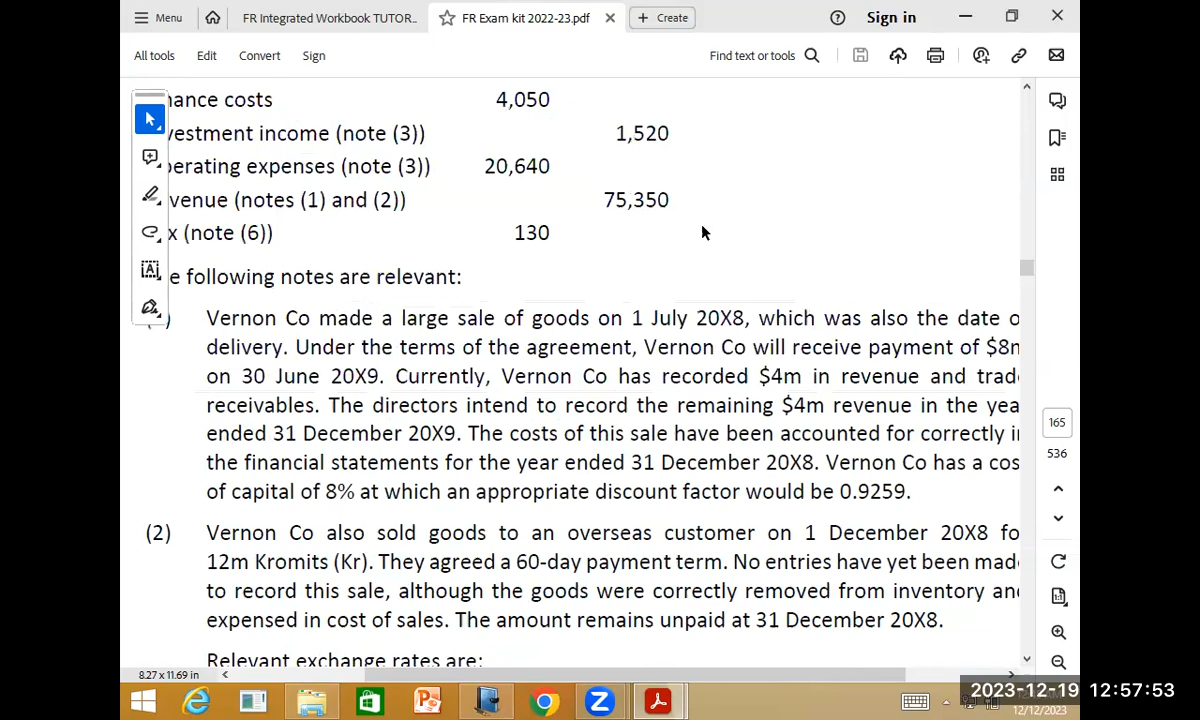 Menu
FR Integrated Workbook TUTOR...
FR Exam kit 2022-23.pdf
Create
Sign in
All tools
Edit
Convert
Sign
Find text or tools
nance costs 4,050
vestment income (note (3)) 1,520
perating expenses (note (3)) 20,640
venue (notes (1) and (2)) 75,350
x (note (6)) 130
e following notes are relevant:
Vernon Co made a large sale of goods on 1 July 20X8, which was also the date o
delivery. Under the terms of the agreement, Vernon Co will receive payment of $8m
on 30 June 20X9. Currently, Vernon Co has recorded $4m in revenue and trad
receivables. The directors intend to record the remaining $4m revenue in the yea
ended 31 December 20X9. The costs of this sale have been accounted for correctly i
the financial statements for the year ended 31 December 20X8. Vernon Co has a cos
of capital of 8% at which an appropriate discount factor would be 0.9259.
(2) Vernon Co also sold goods to an overseas customer on 1 December 20X8 fo
12m Kromits (Kr). They agreed a 60-day payment term. No entries have yet been mad
to record this sale, although the goods were correctly removed from inventory an
expensed in cost of sales. The amount remains unpaid at 31 December 20X8.
Relevant exchange rates are:
165
536
8.27 x 11.69 in
2023-12-19 12:57:53
12/12/2023